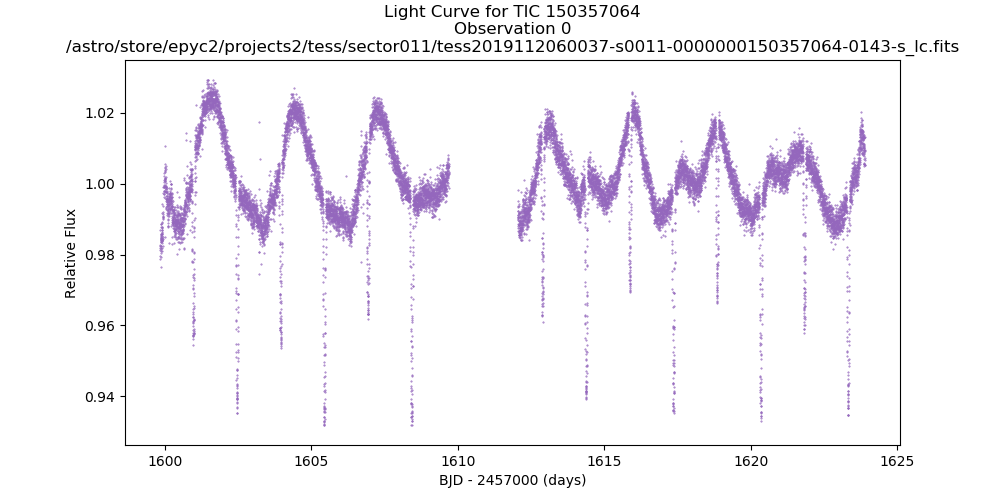 Light Curve for TIC 150357064
Observation 0
/astro/store/epyc2/projects2/tess/sector011/tess2019112060037-s0011-0000000150357064-0143-s_lc.fits
1.02
1.00
0.98
0.96
0.94
Relative Flux
1600
1605
1610
1615
1620
1625
BJD - 2457000 (days)